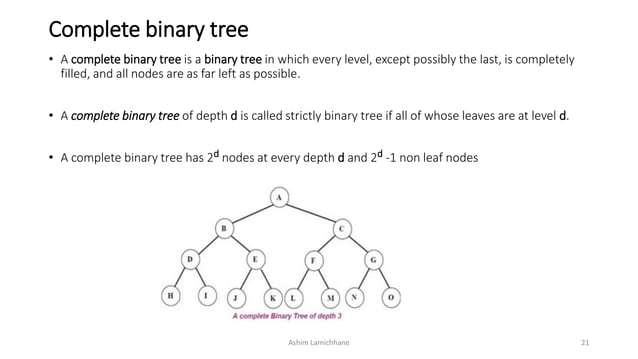 Complete binary tree
• A complete binary tree is a binary tree in which every level, except possibly the last, is completely
filled, and all nodes are as far left as possible.
• A complete binary tree of depth d is called strictly binary tree if all of whose leaves are at level d.
• A complete binary tree has 2^d nodes at every depth d and 2^d -1 non leaf nodes
A
B C
D E F G
H I J K L M N O
A complete Binary Tree of depth 3
Ashim Lamichhane 21